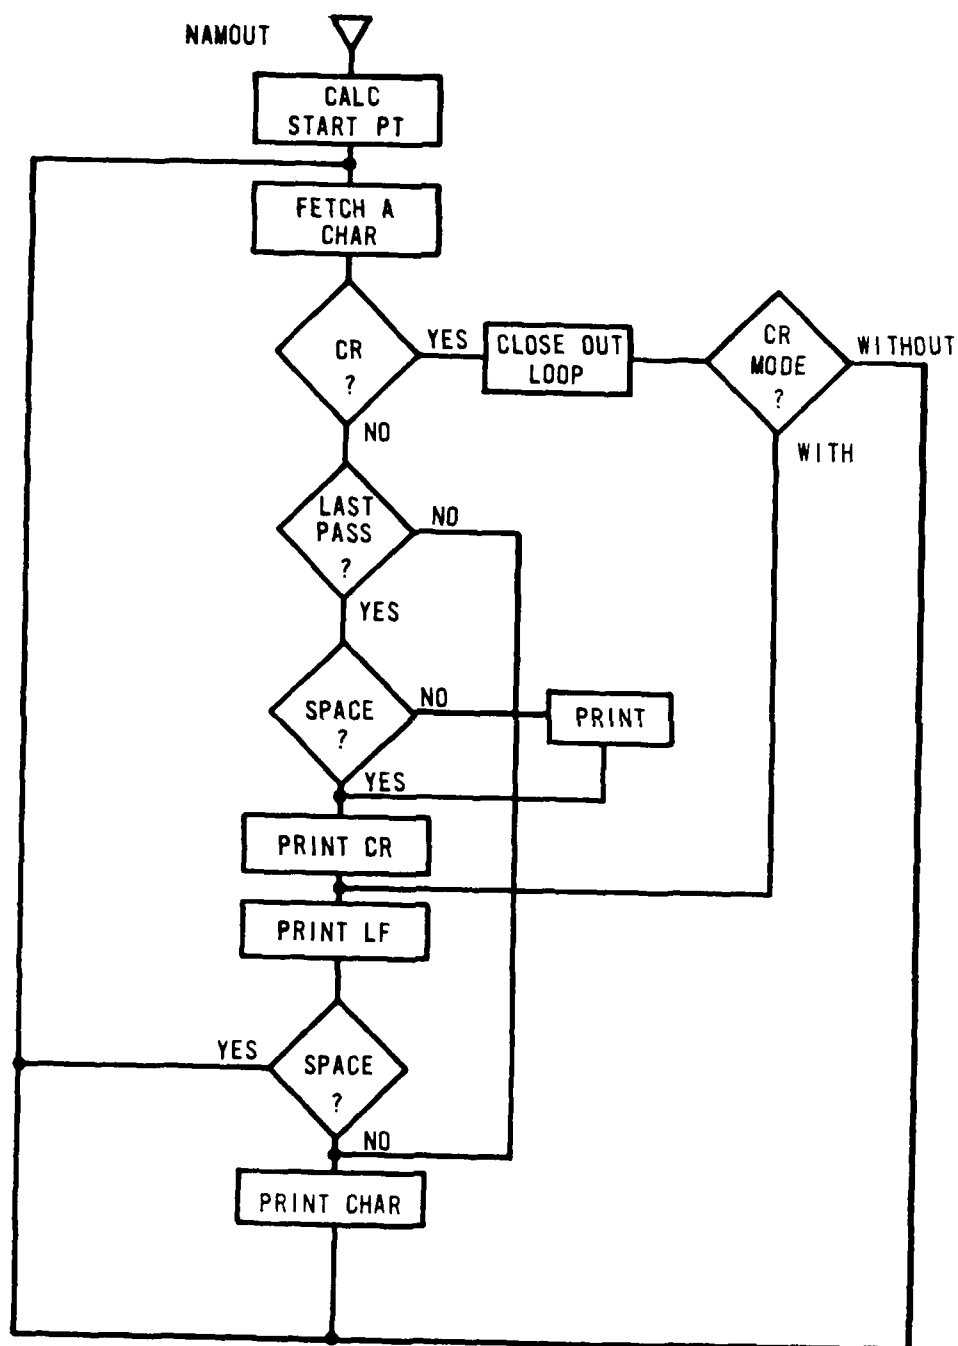 NAMOUT
CALC
START PT
FETCH A
CHAR
CR
?
YES
CLOSE OUT
LOOP
CR
MODE
?
WITHOUT
NO
WITH
LAST
PASS
?
NO
YES
SPACE
?
NO
PRINT
YES
PRINT CR
PRINT LF
YES
SPACE
?
NO
PRINT CHAR